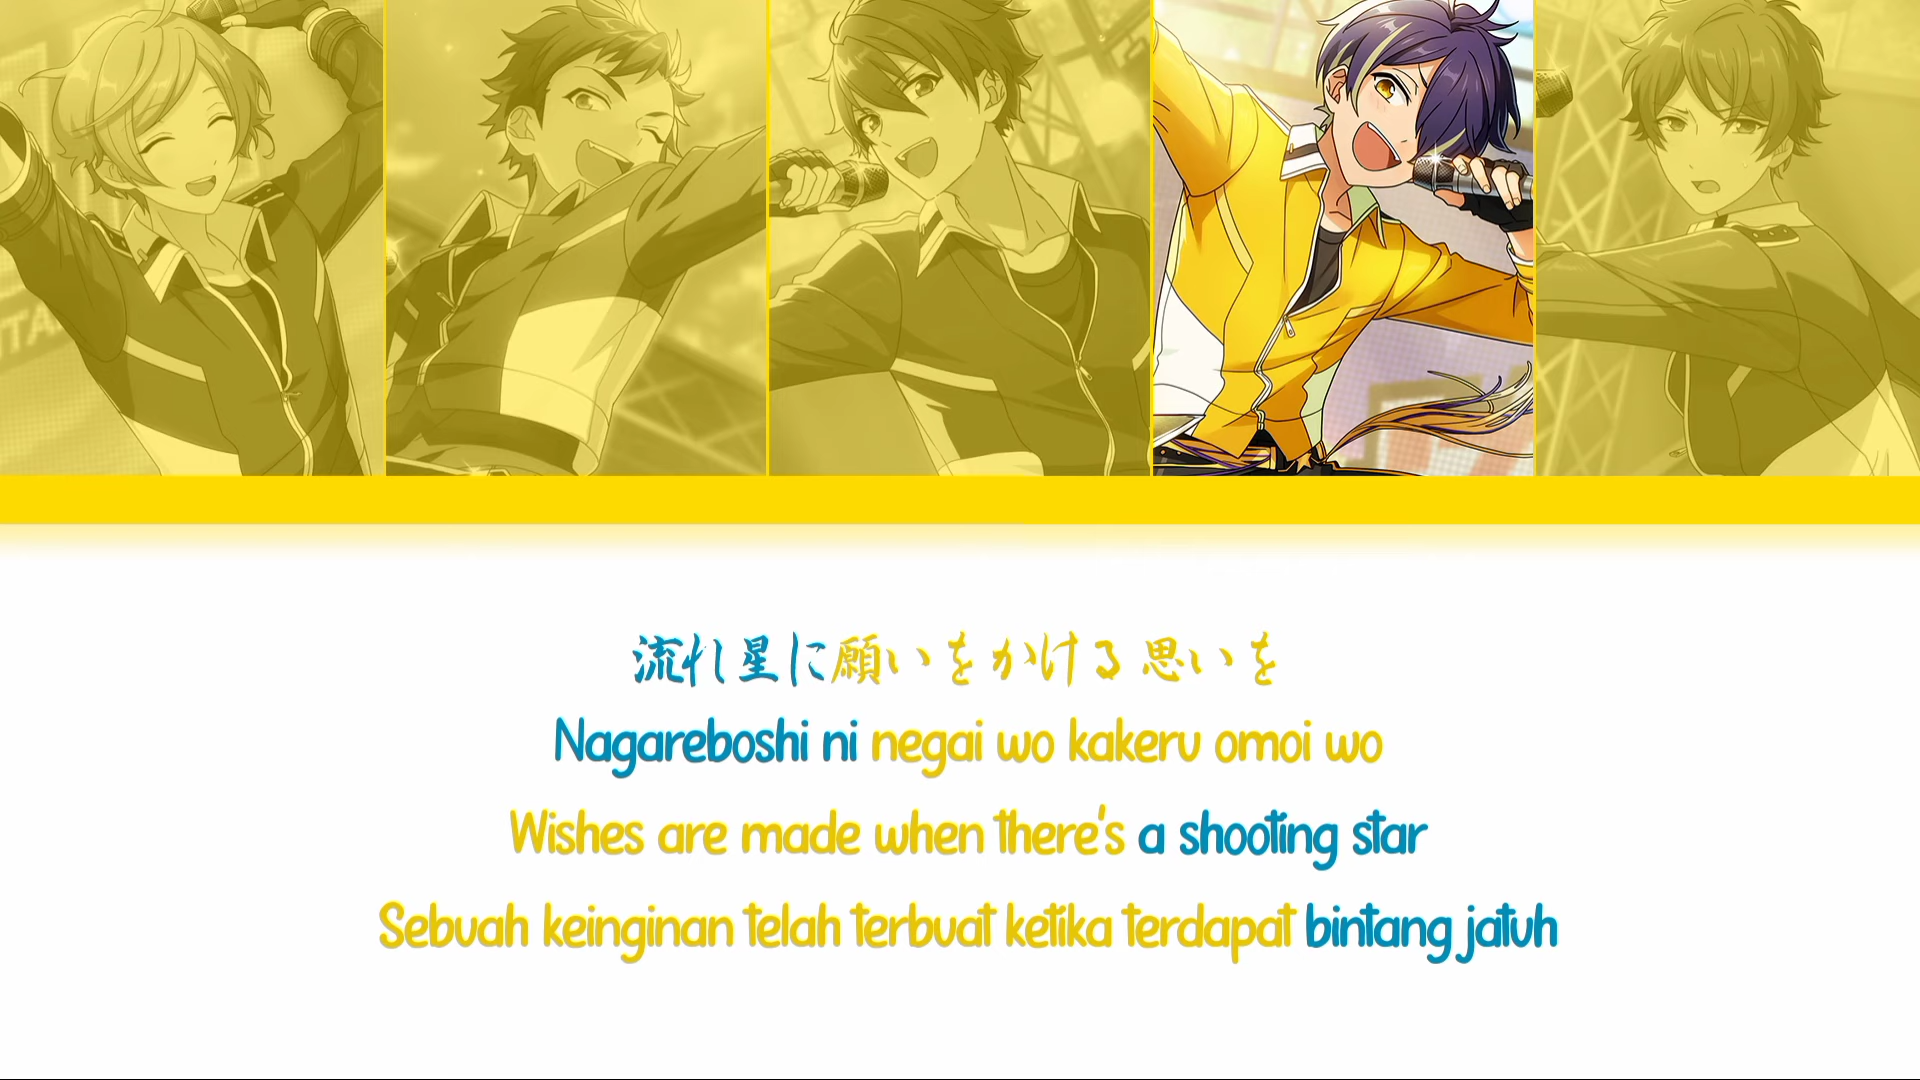 流れ星に願いをかける思いを
Nagareboshi ni negai wo kakeru omoi wo
Wishes are made when there's a shooting star
Sebuah keinginan telah terbuat ketika terdapat bintang jatuh